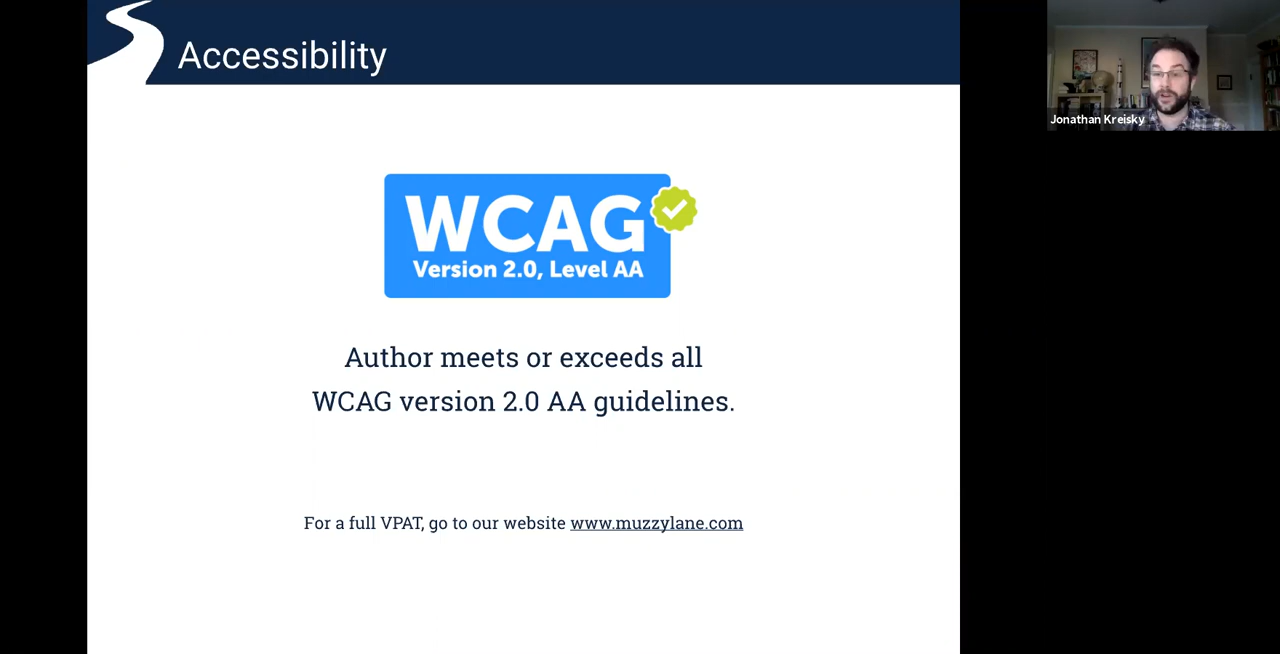 Accessibility
Jonathan Kreisky
WCAG
Version 2.0, Level AA
Author meets or exceeds all
WCAG version 2.0 AA guidelines.
For a full VPAT, go to our website www.muzzylane.com